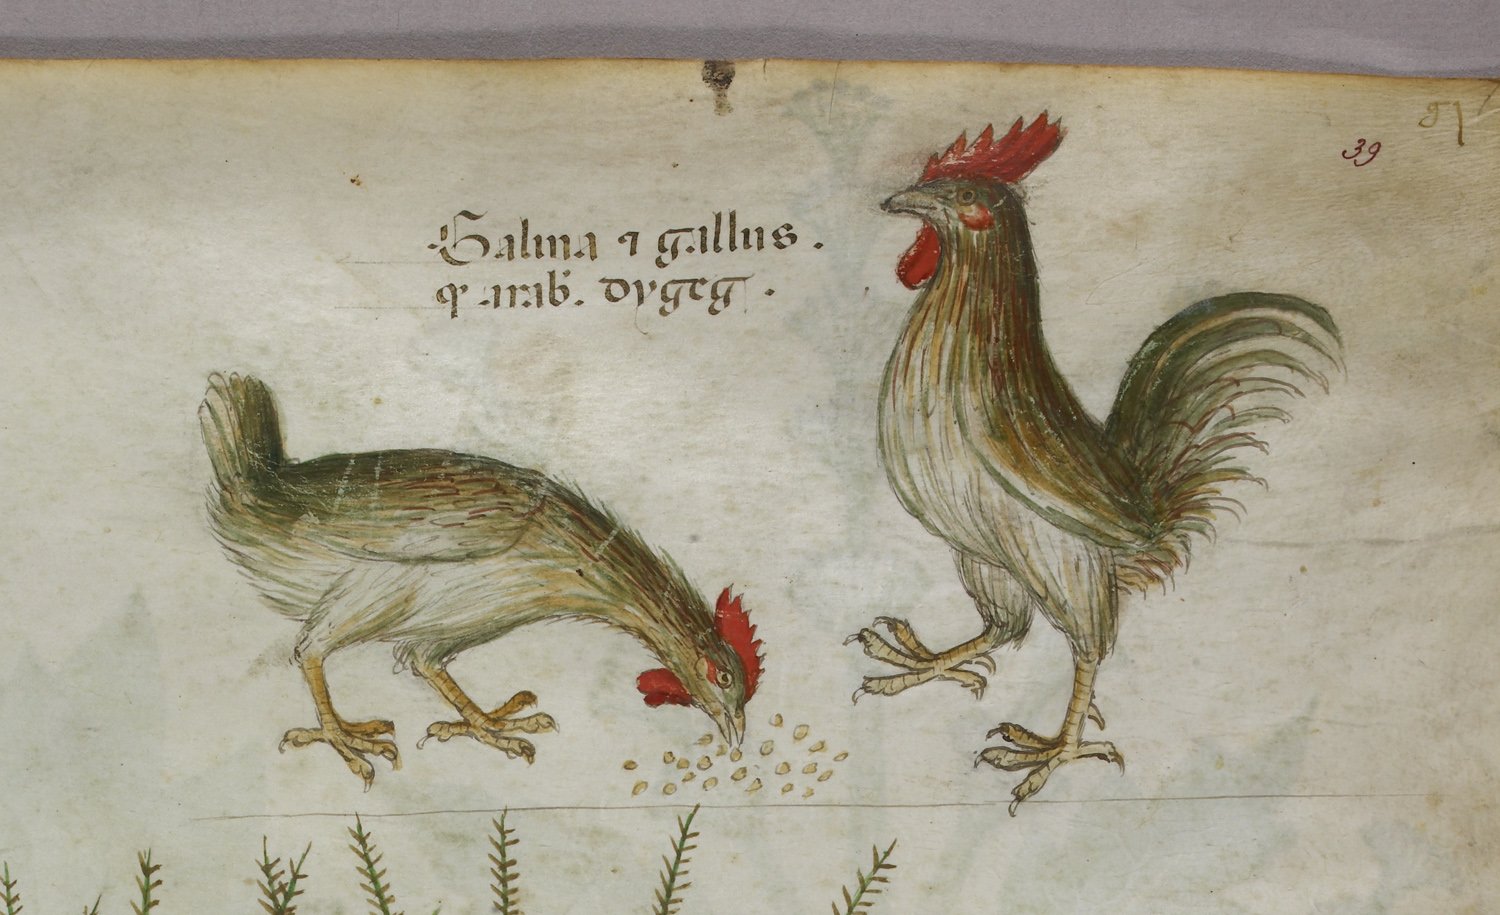 Galina ⁊ gallus.
qͥ arab̃. dygeg.
39